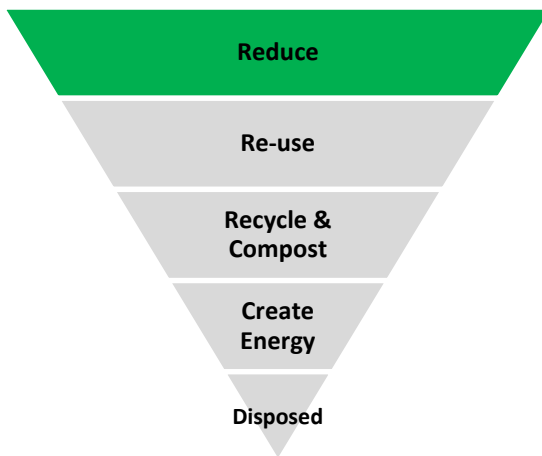 Reduce
Re-use
Recycle &
Compost
Create
Energy
Disposed